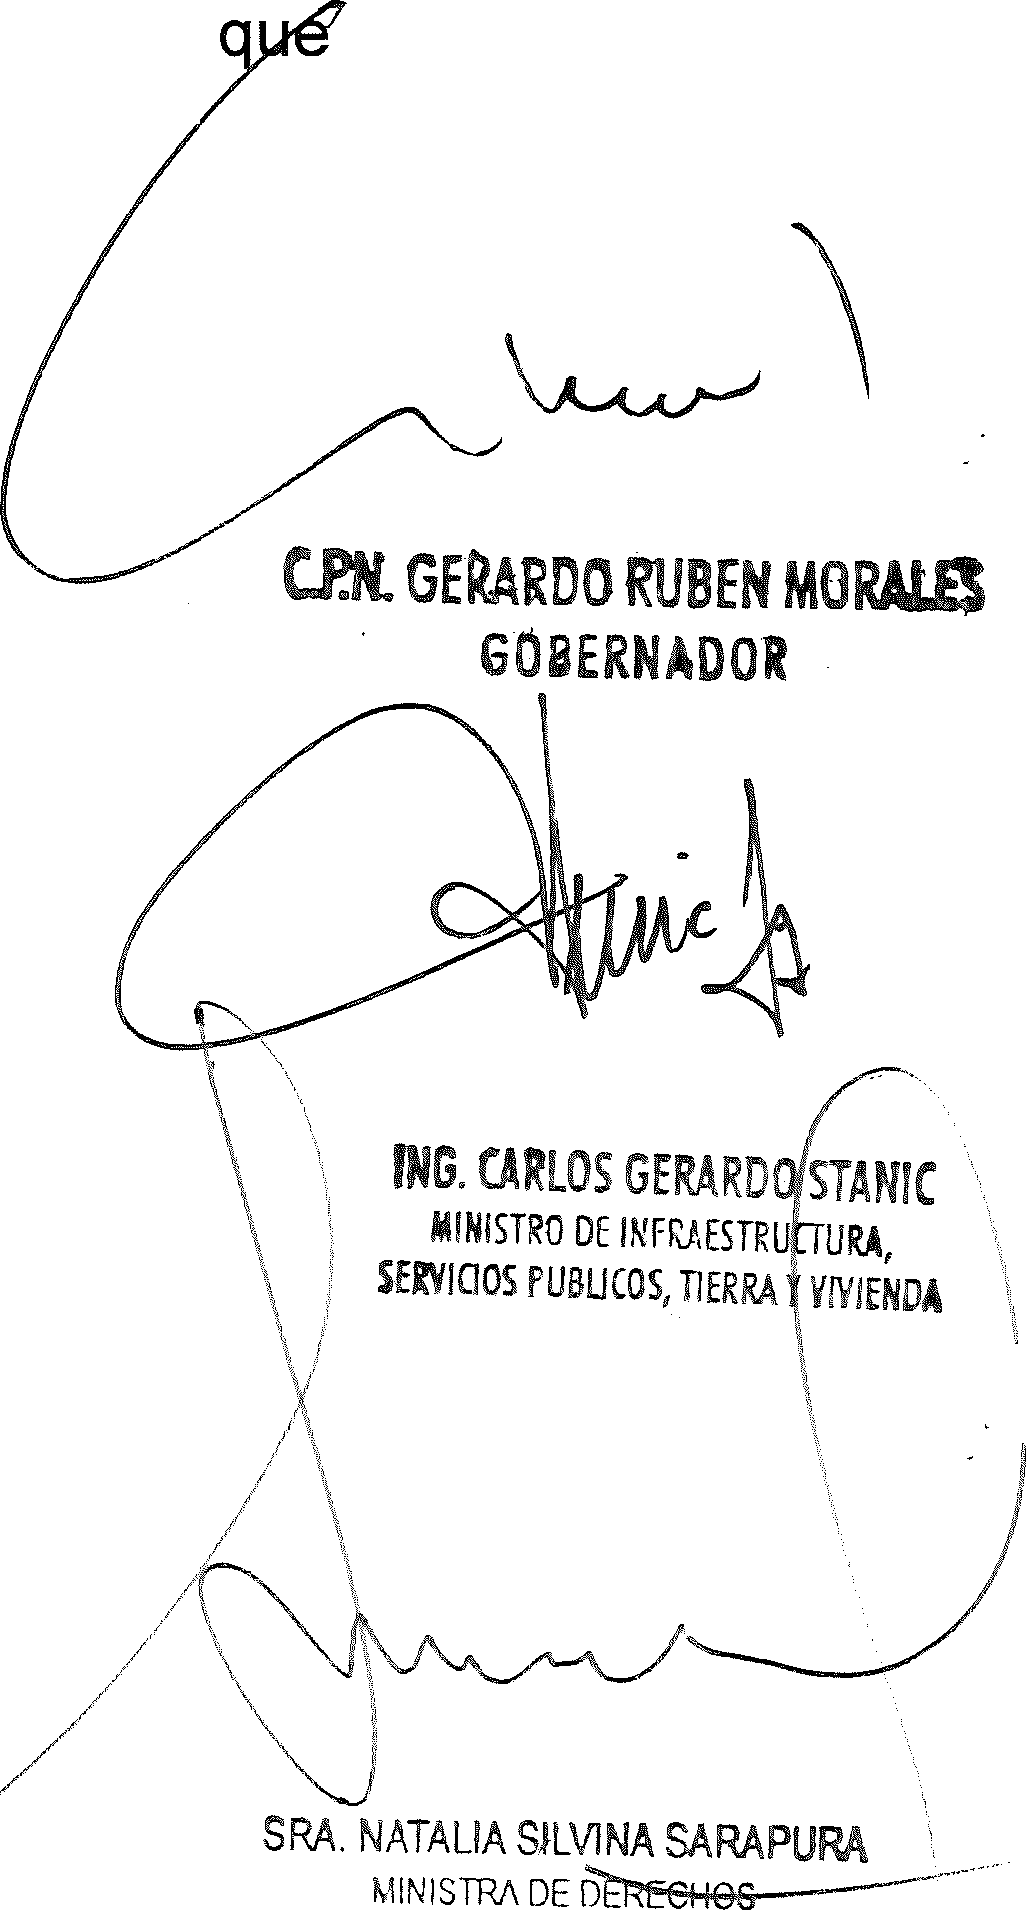 que
C.P.N. GERARDO RUBEN MORALES
GOBERNADOR
ING. CARLOS GERARDO STANIC
MINISTRO DE INFRAESTRUCTURA,
SERVICIOS PUBLICOS, TIERRA Y VIVIENDA
SRA. NATALIA SILVINA SARAPURA
MINISTRA DE DERECHOS